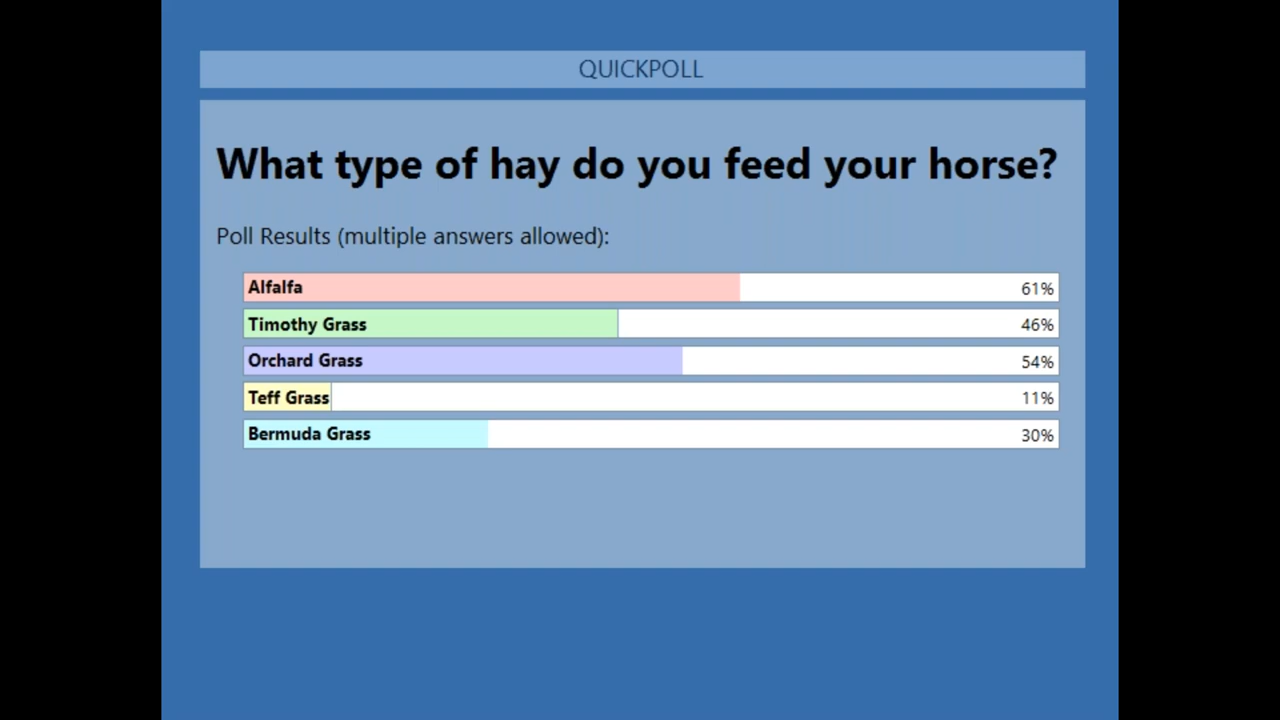 QUICKPOLL
What type of hay do you feed your horse?
Poll Results (multiple answers allowed):
Alfalfa 61%
Timothy Grass 46%
Orchard Grass 54%
Teff Grass 11%
Bermuda Grass 30%